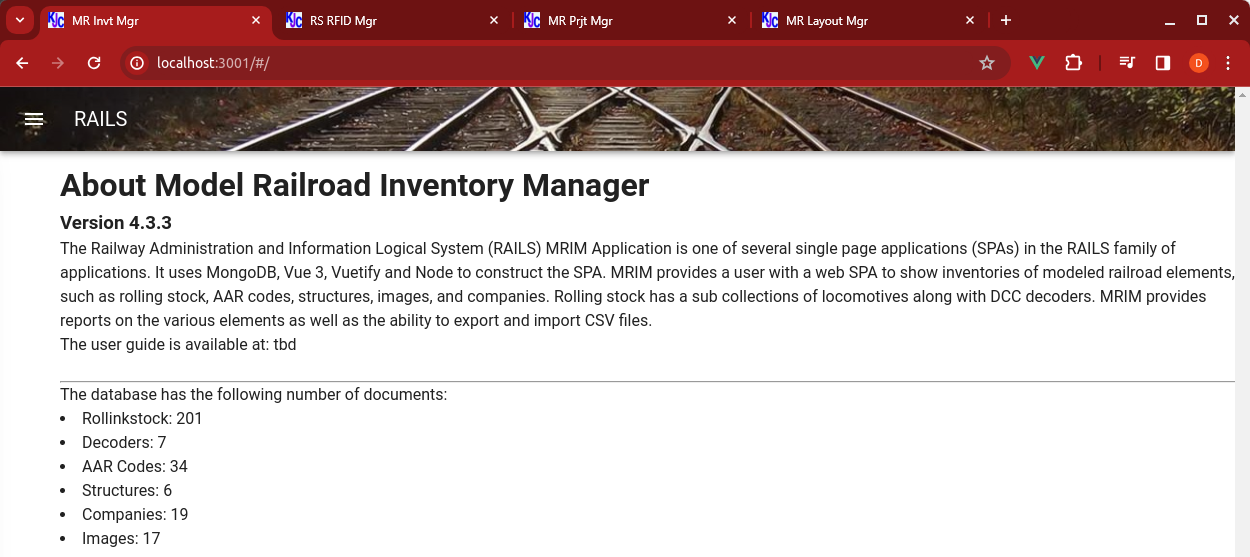 KJC MR Invt Mgr
KJC RS RFID Mgr
KJC MR Prjt Mgr
KJC MR Layout Mgr
localhost:3001/#/
D
RAILS
About Model Railroad Inventory Manager
Version 4.3.3
The Railway Administration and Information Logical System (RAILS) MRIM Application is one of several single page applications (SPAs) in the RAILS family of
applications. It uses MongoDB, Vue 3, Vuetify and Node to construct the SPA. MRIM provides a user with a web SPA to show inventories of modeled railroad elements,
such as rolling stock, AAR codes, structures, images, and companies. Rolling stock has a sub collections of locomotives along with DCC decoders. MRIM provides
reports on the various elements as well as the ability to export and import CSV files.
The user guide is available at: tbd
The database has the following number of documents:
• Rollinkstock: 201
• Decoders: 7
• AAR Codes: 34
• Structures: 6
• Companies: 19
• Images: 17